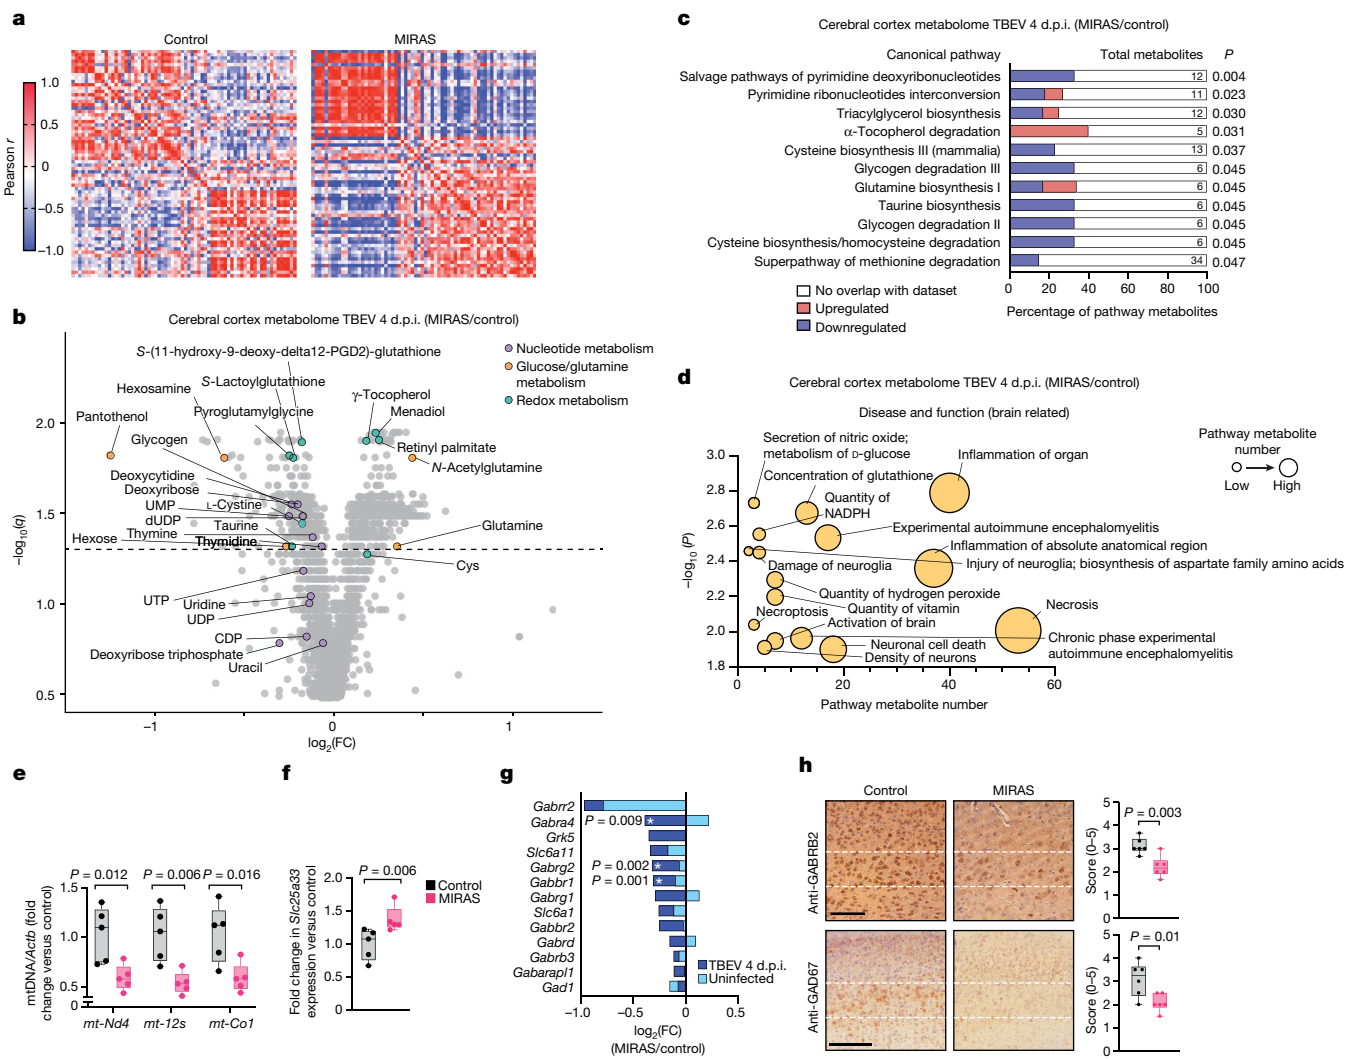 a
Control
MIRAS
Pearson r
1.0
0.5
0
−0.5
−1.0
b
Cerebral cortex metabolome TBEV 4 d.p.i. (MIRAS/control)
S-(11-hydroxy-9-deoxy-delta12-PGD2)-glutathione
Nucleotide metabolism
Glucose/glutamine
metabolism
Redox metabolism
Hexosamine
S-Lactoylglutathione
γ-Tocopherol
Pantothenol
Pyroglutamylglycine
Menadiol
Glycogen
Retinyl palmitate
N-Acetylglutamine
Deoxycytidine
Deoxyribose
UMP
L-Cystine
dUDP
Taurine
Glutamine
Thymine
Hexose
Thymidine
Cys
UTP
Uridine
UDP
CDP
Deoxyribose triphosphate
Uracil
−log10(q)
2.0
1.5
1.0
0.5
−1
0
1
log2(FC)
c
Cerebral cortex metabolome TBEV 4 d.p.i. (MIRAS/control)
Canonical pathway
Total metabolites
P
Salvage pathways of pyrimidine deoxyribonucleotides 12 0.004
Pyrimidine ribonucleotides interconversion 11 0.023
Triacylglycerol biosynthesis 12 0.030
α-Tocopherol degradation 5 0.031
Cysteine biosynthesis III (mammalia) 13 0.037
Glycogen degradation III 6 0.045
Glutamine biosynthesis I 6 0.045
Taurine biosynthesis 6 0.045
Glycogen degradation II 6 0.045
Cysteine biosynthesis/homocysteine degradation 6 0.045
Superpathway of methionine degradation 34 0.047
0 20 40 60 80 100
Percentage of pathway metabolites
No overlap with dataset
Upregulated
Downregulated
d
Cerebral cortex metabolome TBEV 4 d.p.i. (MIRAS/control)
Disease and function (brain related)
Pathway metabolite
number
Low
High
Secretion of nitric oxide;
metabolism of D-glucose
Inflammation of organ
Concentration of glutathione
Quantity of
NADPH
Experimental autoimmune encephalomyelitis
Inflammation of absolute anatomical region
Injury of neuroglia; biosynthesis of aspartate family amino acids
Damage of neuroglia
Quantity of hydrogen peroxide
Quantity of vitamin
Necroptosis
Necrosis
Activation of brain
Chronic phase experimental
autoimmune encephalomyelitis
Neuronal cell death
Density of neurons
−log10 (P)
3.0
2.8
2.6
2.4
2.2
2.0
1.8
0 20 40 60
Pathway metabolite number
e
P = 0.012
P = 0.006
P = 0.016
mtDNA/Actb (fold
change versus control)
1.5
1.0
0.5
0
mt-Nd4
mt-12s
mt-Co1
f
P = 0.006
Fold change in Slc25a33
expression versus control
2.0
1.5
1.0
0.5
0
Control
MIRAS
g
Gabrr2
Gabra4
P = 0.009
*
Grk5
Slc6a11
Gabrg2
P = 0.002
*
Gabbr1
P = 0.001
*
Gabrg1
Slc6a1
Gabbr2
Gabrd
Gabrb3
Gabarapl1
Gad1
TBEV 4 d.p.i.
Uninfected
−1.0 −0.5 0 0.5
log2(FC)
(MIRAS/control)
h
Control
MIRAS
Anti-GABRB2
Anti-GAD67
P = 0.003
Score (0–5)
5
4
3
2
1
0
P = 0.01
Score (0–5)
5
4
3
2
1
0